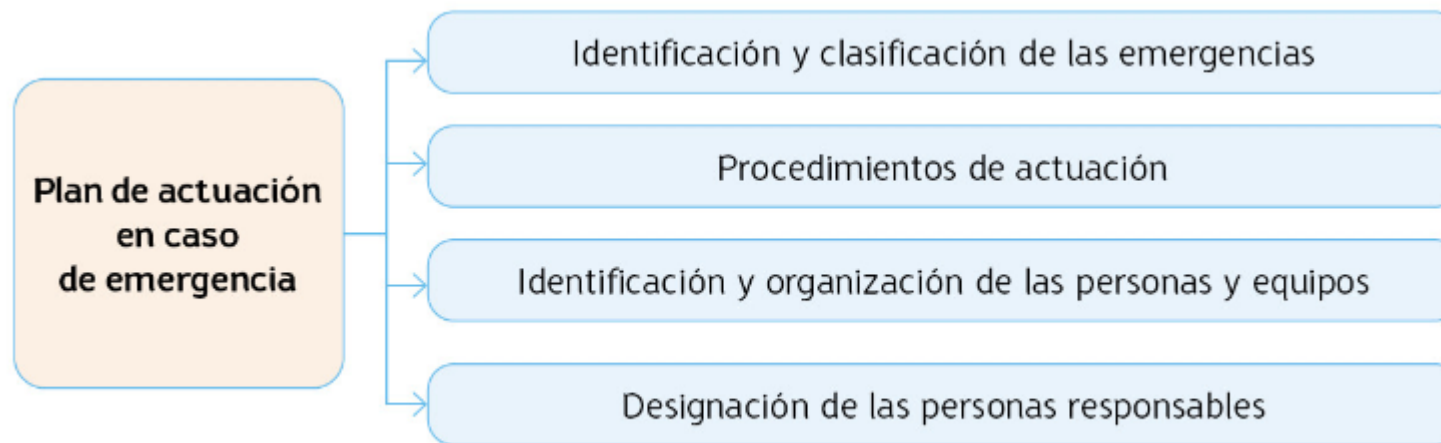 Plan de actuación
en caso
de emergencia
Identificación y clasificación de las emergencias
Procedimientos de actuación
Identificación y organización de las personas y equipos
Designación de las personas responsables